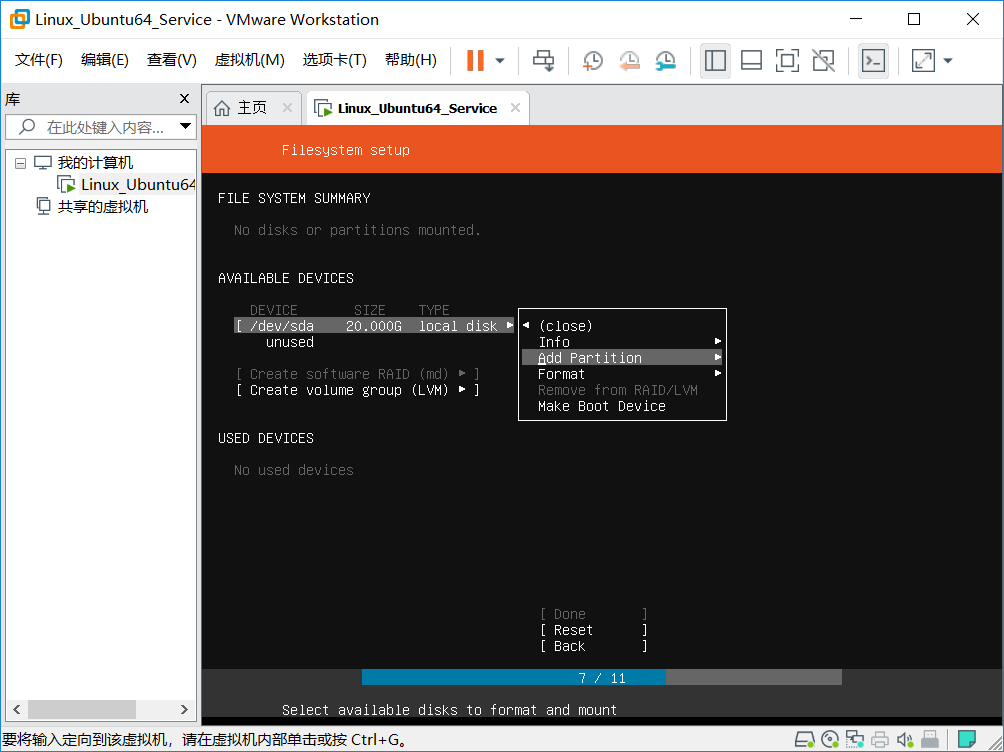 Linux_Ubuntu64_Service - VMware Workstation
文件(F) 编辑(E) 查看(V) 虚拟机(M) 选项卡(T) 帮助(H)
库
在此处键入内容...
我的计算机
Linux_Ubuntu64
共享的虚拟机
主页 Linux_Ubuntu64_Service
Filesystem setup
FILE SYSTEM SUMMARY
No disks or partitions mounted.
AVAILABLE DEVICES
DEVICE SIZE TYPE
[ /dev/sda 20.000G local disk ▸
unused
[ Create software RAID (md) ▸ ]
[ Create volume group (LVM) ▸ ]
◂ (close)
Info ▸
Add Partition ▸
Format ▸
Remove from RAID/LVM
Make Boot Device
USED DEVICES
No used devices
[ Done ]
[ Reset ]
[ Back ]
7 / 11
Select available disks to format and mount
要将输入定向到该虚拟机，请在虚拟机内部单击或按 Ctrl+G。